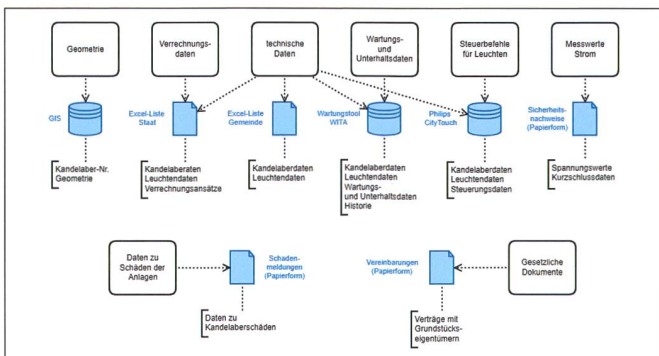 Geometrie
Verrechnungs-
daten
technische
Daten
Wartungs-
und
Unterhaltsdaten
Steuerbefehle
für Leuchten
Messwerte
Strom
GIS
Excel-Liste
Staat
Excel-Liste
Gemeinde
Wartungstool
WITA
Philips
CityTouch
Sicherheits-
nachweise
(Papierform)
Kandelaber-Nr.
Geometrie
Kandelaberaten
Leuchtendaten
Verrechnungsansätze
Kandelaberdaten
Leuchtendaten
Kandelaberdaten
Leuchtendaten
Wartungs-
und Unterhaltsdaten
Historie
Kandelaberdaten
Leuchtendaten
Steuerungsdaten
Spannungswerte
Kurzschlussdaten
Daten zu
Schäden der
Anlagen
Schaden-
meldungen
(Papierform)
Vereinbarungen
(Papierform)
Gesetzliche
Dokumente
Daten zu
Kandelaberschäden
Verträge mit
Grundstücks-
eigentümern